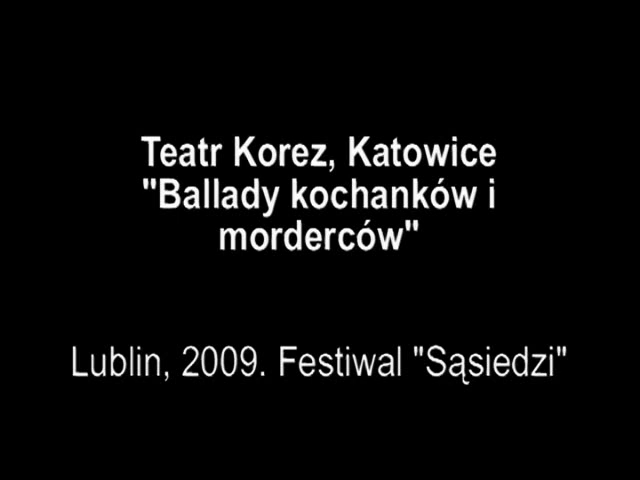 Teatr Korez, Katowice
"Ballady kochanków i
morderców"
Lublin, 2009. Festiwal "Sąsiedzi"